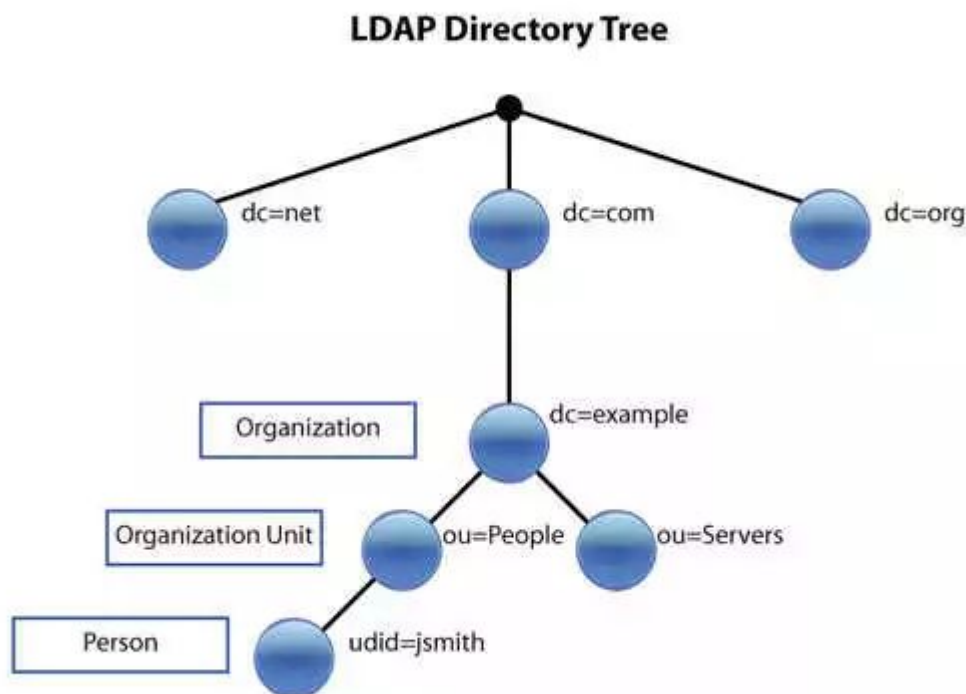 LDAP Directory Tree
dc=net
dc=com
dc=org
Organization
dc=example
Organization Unit
ou=People
ou=Servers
Person
udid=jsmith